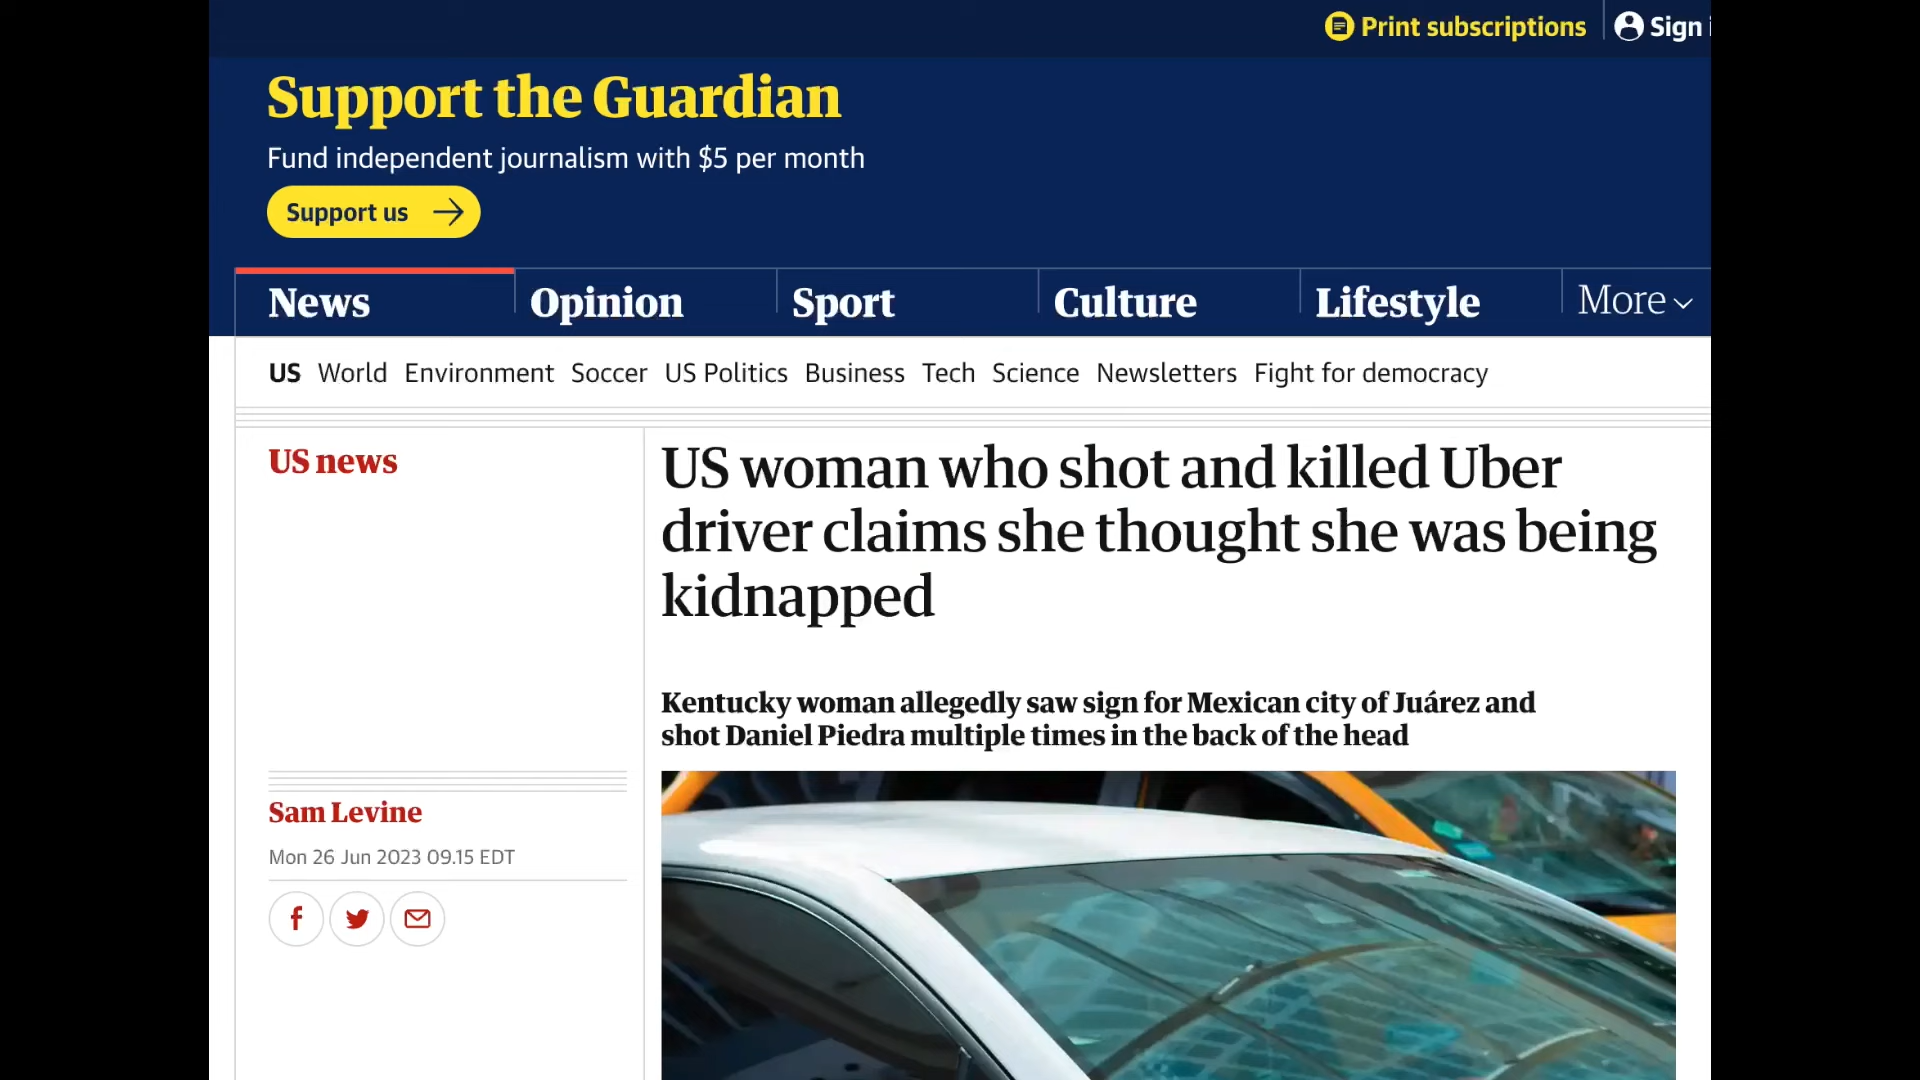 Print subscriptions
Sign
Support the Guardian
Fund independent journalism with $5 per month
Support us
News Opinion Sport Culture Lifestyle More
US World Environment Soccer US Politics Business Tech Science Newsletters Fight for democracy
US news
US woman who shot and killed Uber
driver claims she thought she was being
kidnapped
Kentucky woman allegedly saw sign for Mexican city of Juárez and
shot Daniel Piedra multiple times in the back of the head
Sam Levine
Mon 26 Jun 2023 09.15 EDT